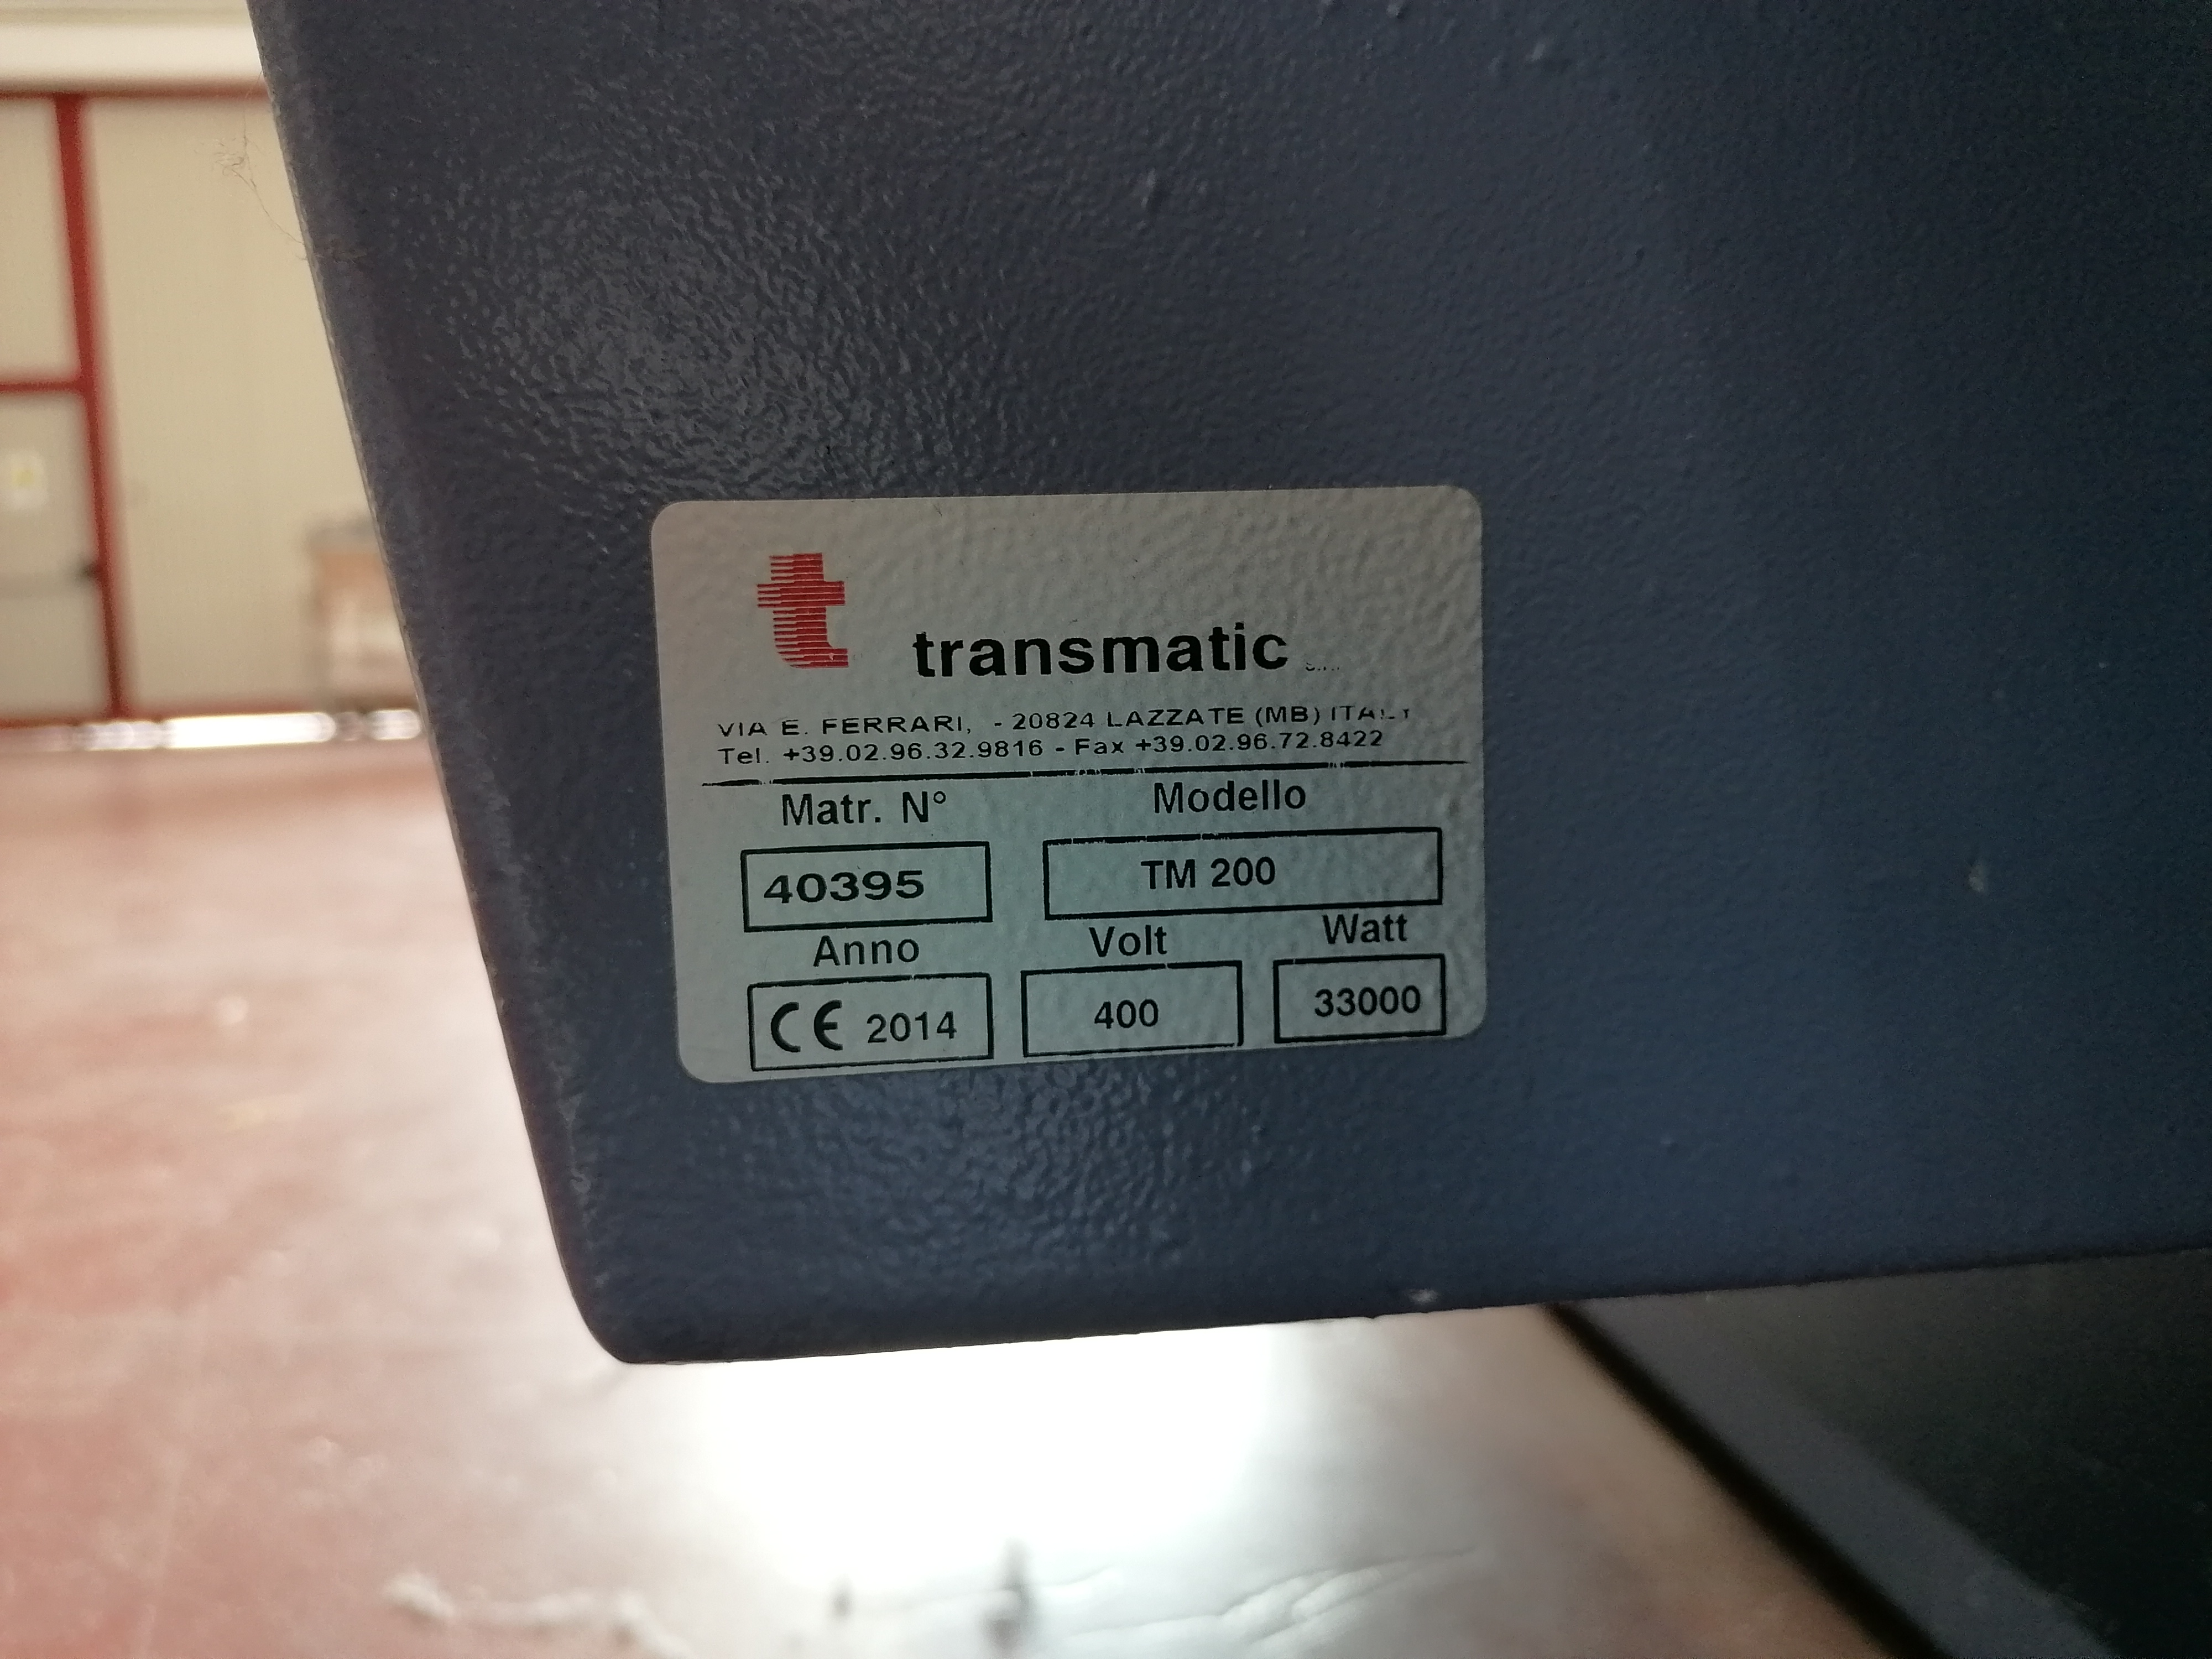 t
transmatic
VIA E. FERRARI, - 20824 LAZZATE (MB) ITALY
Tel. +39.02.96.32.9816 - Fax +39.02.96.72.8422
Matr. N° Modello
40395 TM 200
Anno Volt Watt
CE 2014 400 33000